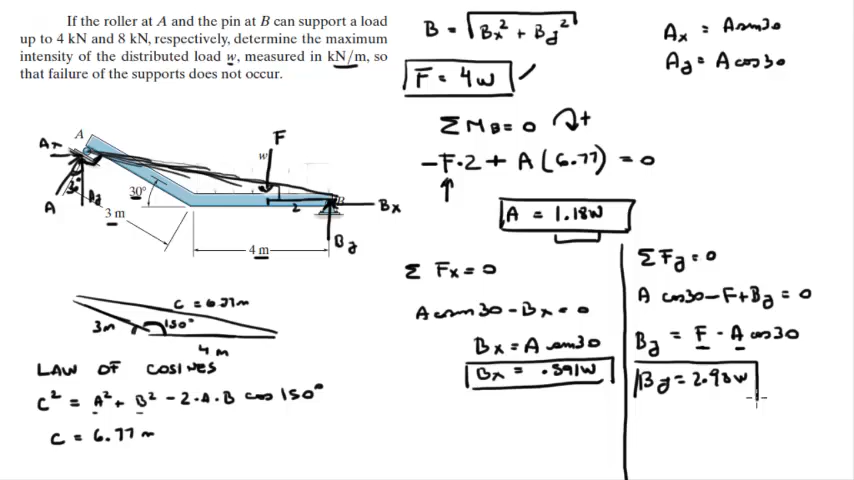 If the roller at A and the pin at B can support a load
up to 4 kN and 8 kN, respectively, determine the maximum
intensity of the distributed load w, measured in kN/m, so
that failure of the supports does not occur.
A
Ax
30°
Ay
A
30°
3 m
4 m
F
w
2
B
Bx
By
c = 6.77m
3m
150°
4 m
LAW OF COSINES
C² = A² + B² - 2·A·B cos 150°
C = 6.77 m
B = √Bx² + By²
F = 4w
ΣMB = 0 +
-F·2 + A(6.77) = 0
A = 1.18w
Σ Fx = 0
A sin 30 - Bx = 0
Bx = A sin 30
Bx = .591w
Ax = A sin 30
Ay = A cos 30
ΣFy = 0
A cos 30 - F + By = 0
By = F - A cos 30
By = 2.98w